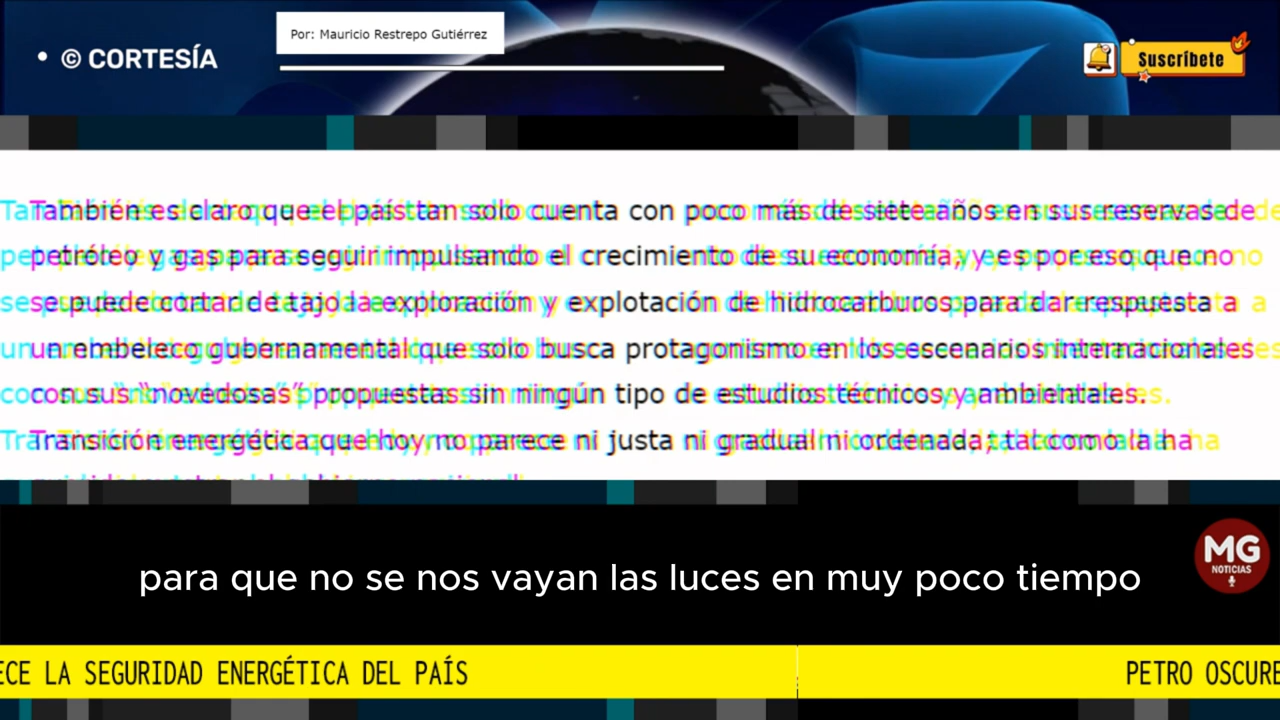 Por: Mauricio Restrepo Gutiérrez
• © CORTESÍA
Suscríbete
También es claro que el país tan solo cuenta con poco más de siete años en sus reservas de
petróleo y gas para seguir impulsando el crecimiento de su economía, y es por eso que no
se puede cortar de tajo la exploración y explotación de hidrocarburos para dar respuesta a
un embeleco gubernamental que solo busca protagonismo en los escenarios internacionales
con sus “novedosas” propuestas sin ningún tipo de estudios técnicos y ambientales.
Transición energética que hoy, no parece ni justa ni gradual ni ordenada; tal como la ha
MG
NOTICIAS
para que no se nos vayan las luces en muy poco tiempo
ECE LA SEGURIDAD ENERGÉTICA DEL PAÍS
PETRO OSCURE